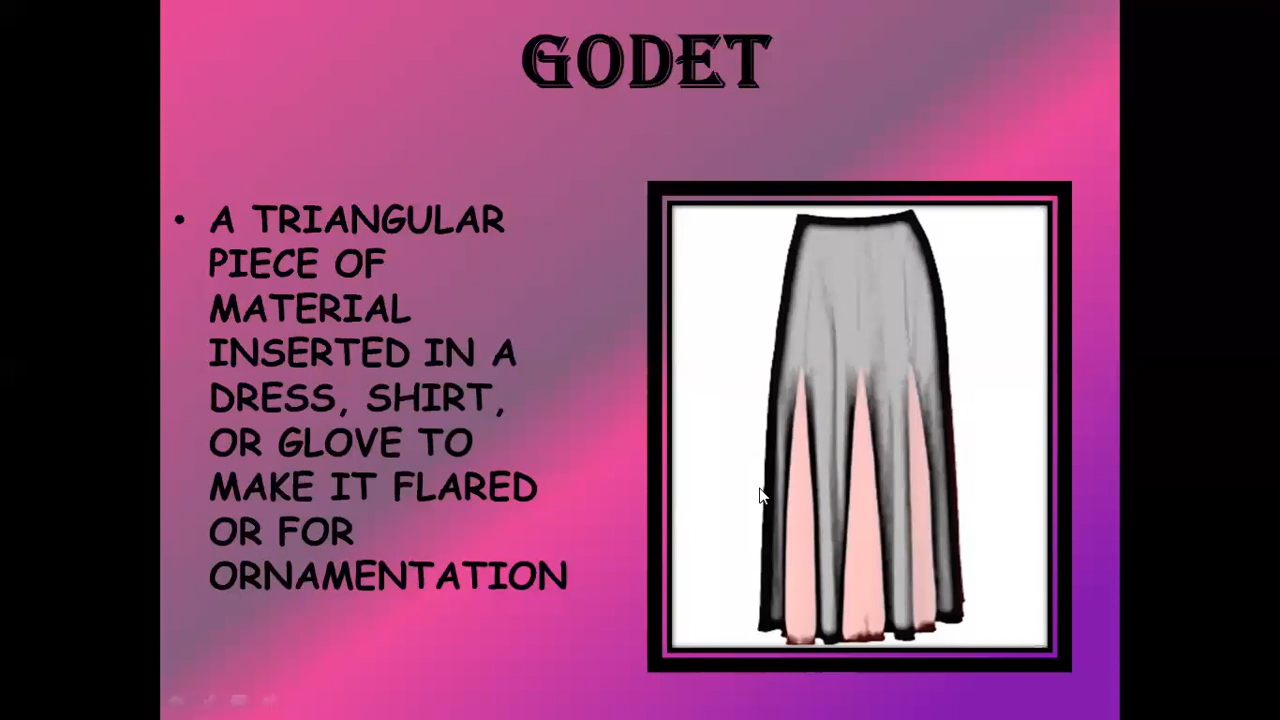 GODET
• A TRIANGULAR
PIECE OF
MATERIAL
INSERTED IN A
DRESS, SHIRT,
OR GLOVE TO
MAKE IT FLARED
OR FOR
ORNAMENTATION